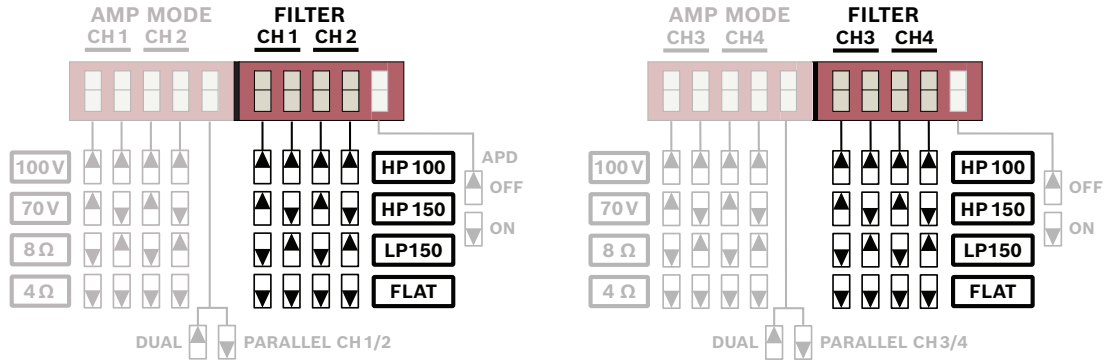 AMP MODE FILTER
CH 1 CH 2 CH 1 CH 2
100 V HP 100 APD
OFF
70 V HP 150
ON
8 Ω LP150
4 Ω FLAT
DUAL PARALLEL CH 1/2
AMP MODE FILTER
CH3 CH4 CH3 CH4
100 V HP 100
OFF
70 V HP 150
ON
8 Ω LP150
4 Ω FLAT
DUAL PARALLEL CH 3/4